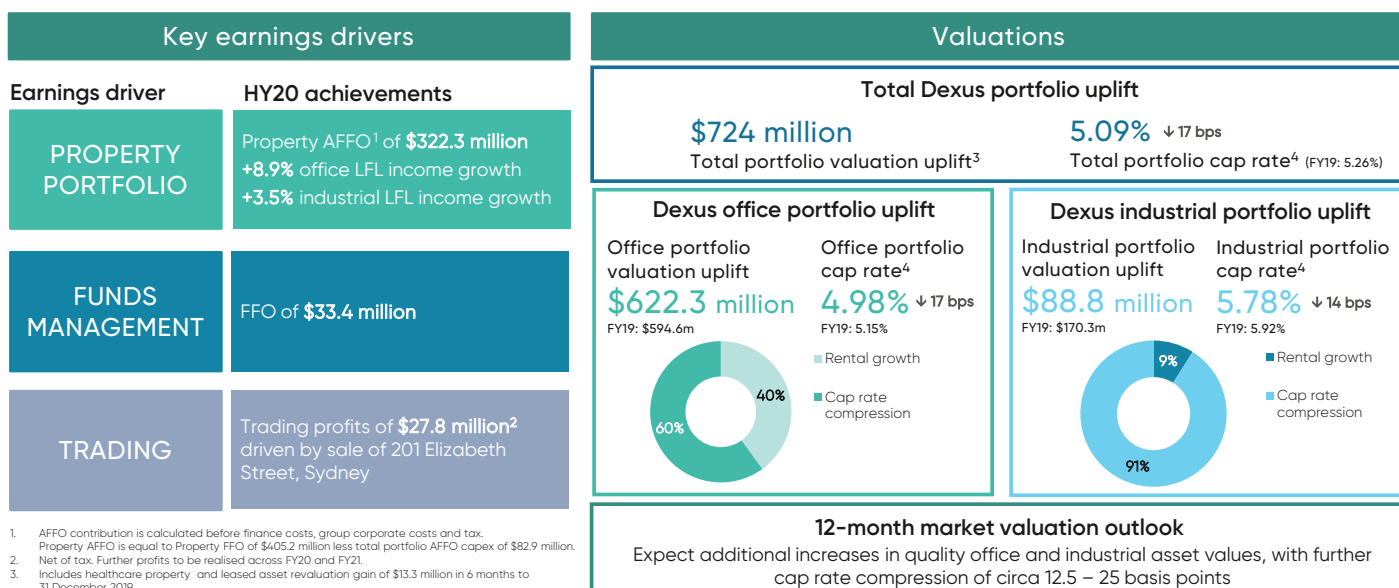 Key earnings drivers
Earnings driver
HY20 achievements
PROPERTY
PORTFOLIO
Property AFFO1 of $322.3 million
+8.9% office LFL income growth
+3.5% industrial LFL income growth
FUNDS
MANAGEMENT
FFO of $33.4 million
TRADING
Trading profits of $27.8 million2
driven by sale of 201 Elizabeth
Street, Sydney
1. AFFO contribution is calculated before finance costs, group corporate costs and tax.
Property AFFO is equal to Property FFO of $405.2 million less total portfolio AFFO capex of $82.9 million.
2. Net of tax. Further profits to be realised across FY20 and FY21.
3. Includes healthcare property and leased asset revaluation gain of $13.3 million in 6 months to
31 December 2019
Valuations
Total Dexus portfolio uplift
$724 million
Total portfolio valuation uplift3
5.09% ↓ 17 bps
Total portfolio cap rate4 (FY19: 5.26%)
Dexus office portfolio uplift
Office portfolio
valuation uplift
$622.3 million
FY19: $594.6m
Office portfolio
cap rate4
4.98% ↓ 17 bps
FY19: 5.15%
40%
60%
Rental growth
Cap rate
compression
Dexus industrial portfolio uplift
Industrial portfolio
valuation uplift
$88.8 million
FY19: $170.3m
Industrial portfolio
cap rate4
5.78% ↓ 14 bps
FY19: 5.92%
9%
91%
Rental growth
Cap rate
compression
12-month market valuation outlook
Expect additional increases in quality office and industrial asset values, with further
cap rate compression of circa 12.5 – 25 basis points